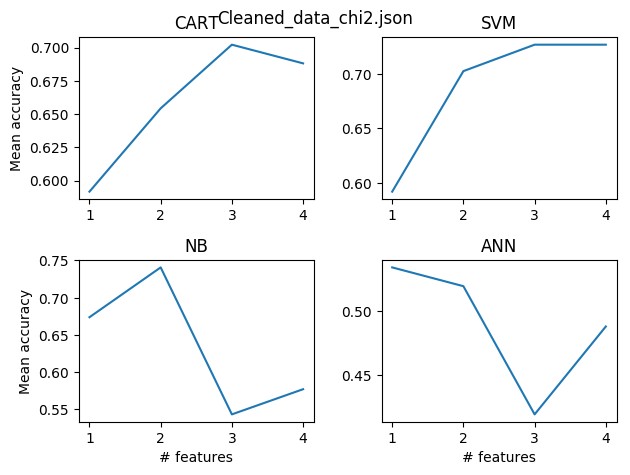 Cleaned_data_chi2.json
CART
SVM
Mean accuracy
0.700
0.675
0.650
0.625
0.600
1 2 3 4
0.70
0.65
0.60
1 2 3 4
NB
ANN
Mean accuracy
0.75
0.70
0.65
0.60
0.55
1 2 3 4
# features
0.50
0.45
1 2 3 4
# features